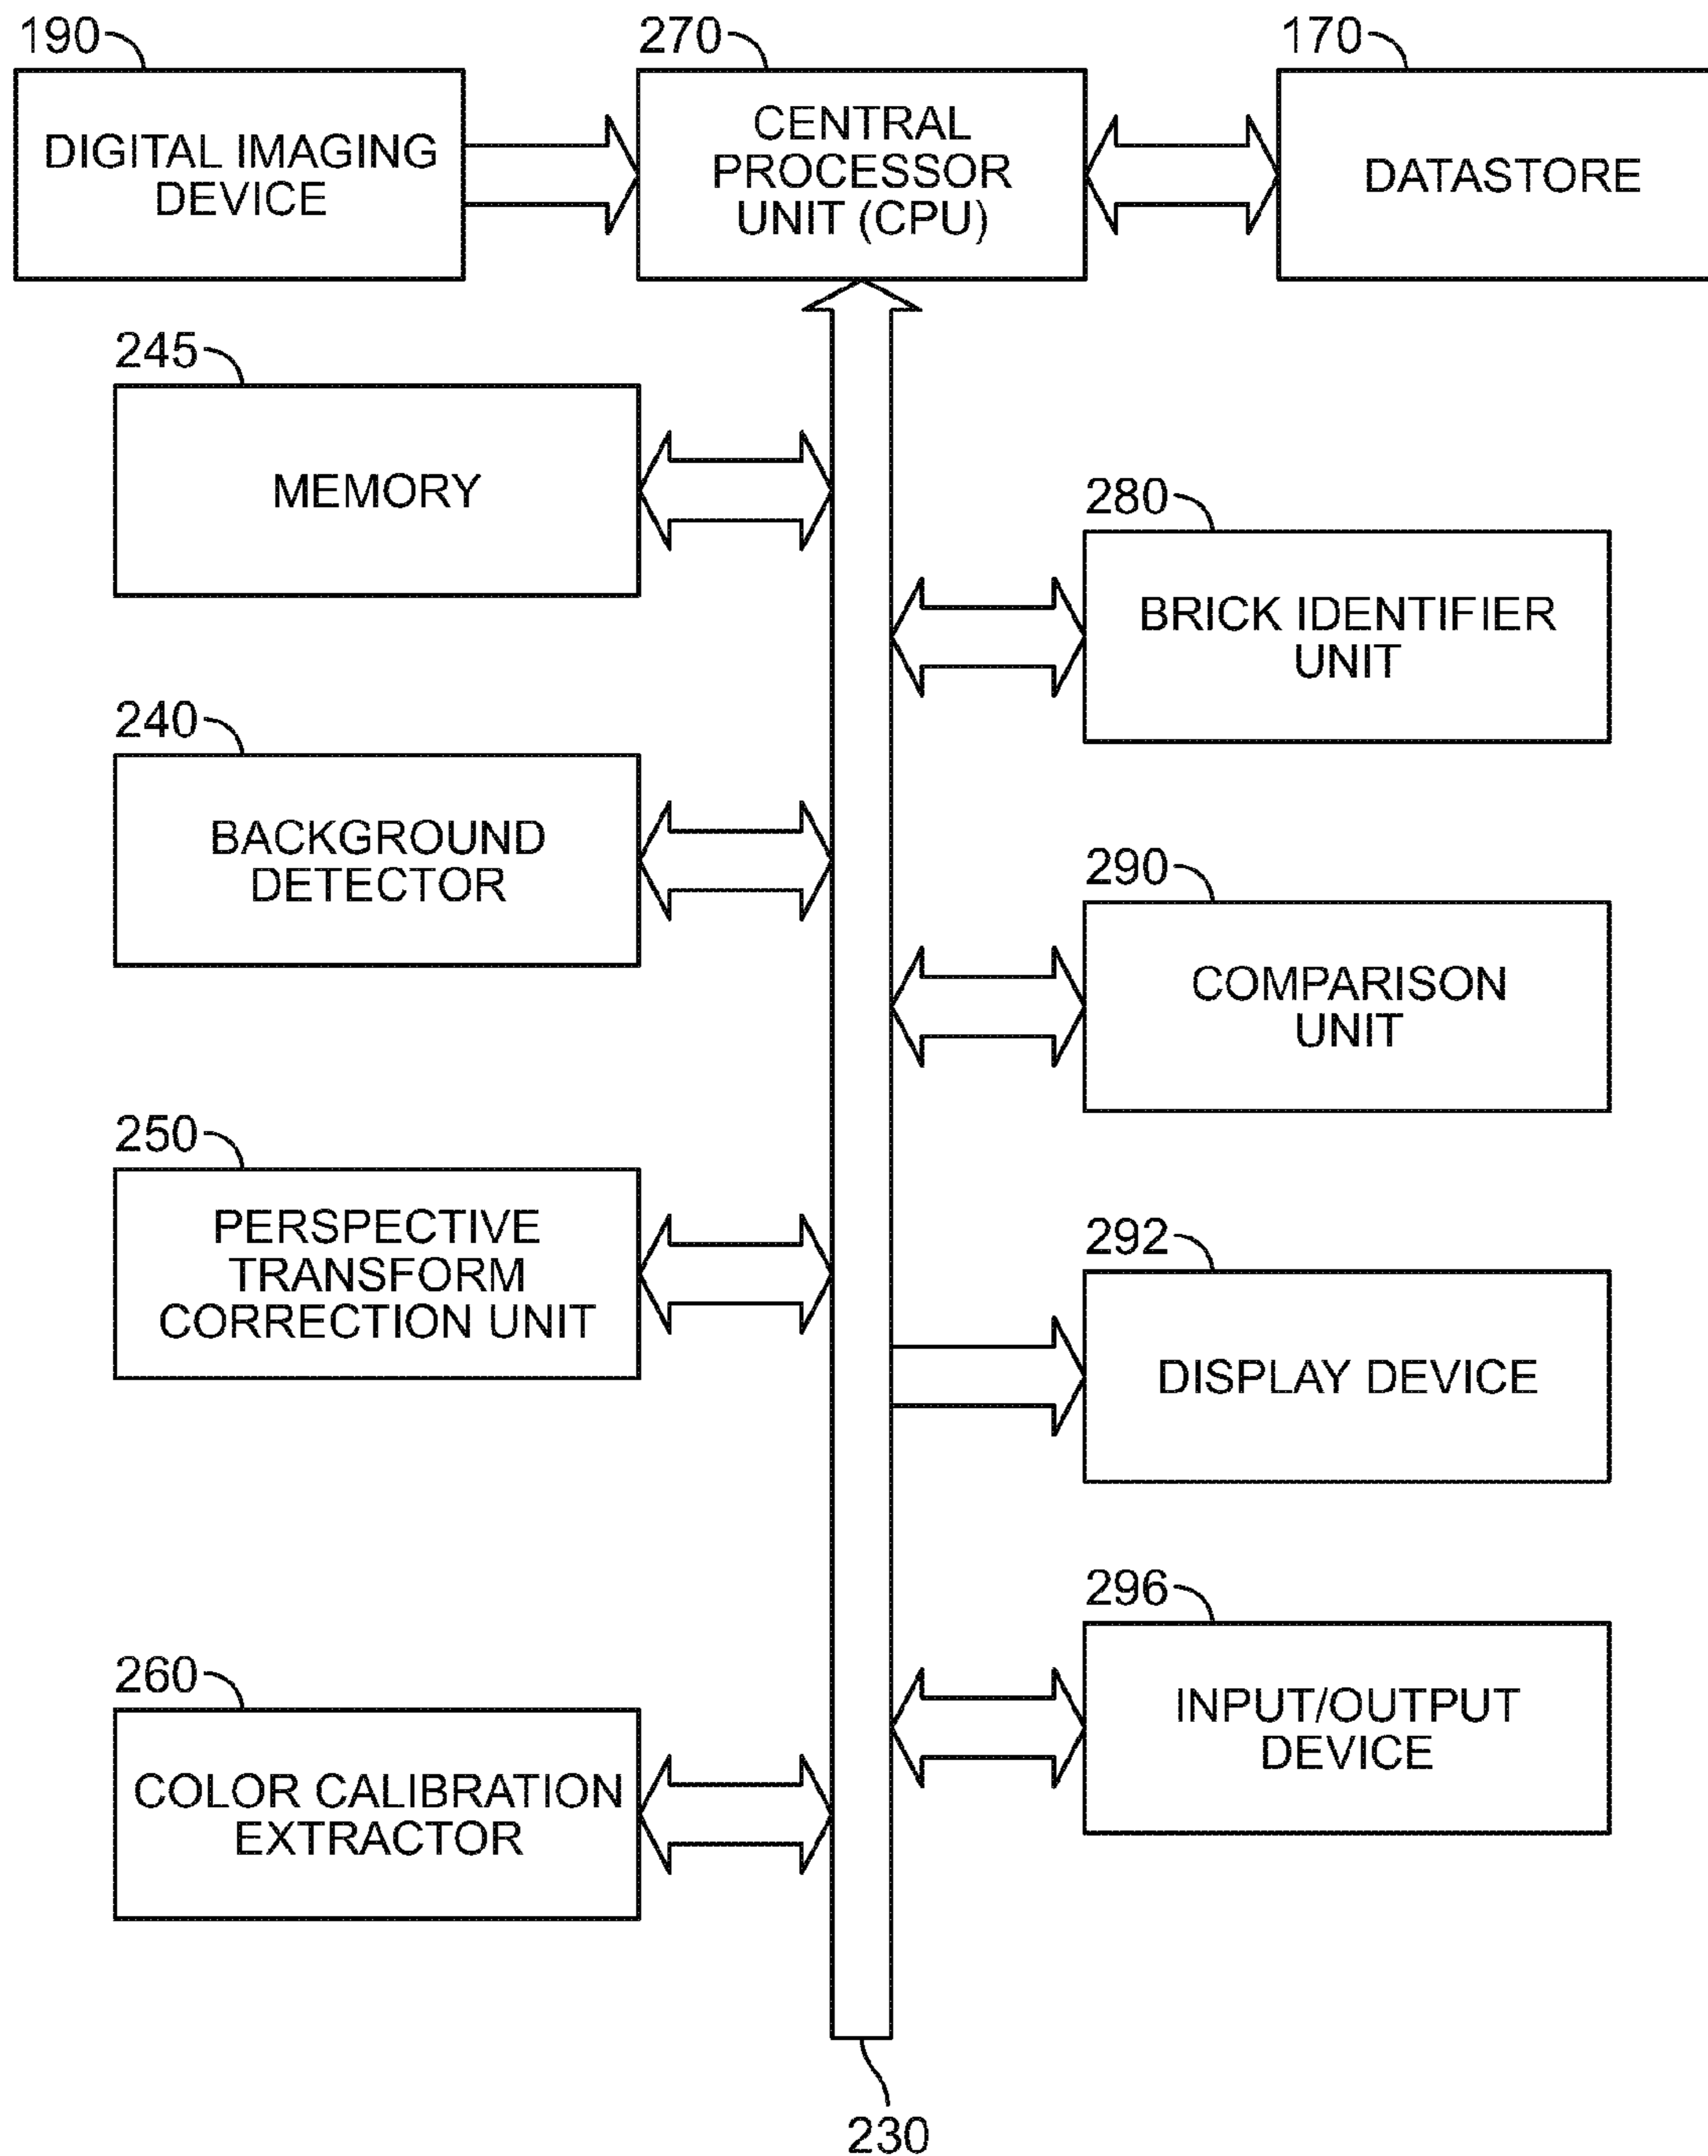 190
DIGITAL IMAGING
DEVICE
270
CENTRAL
PROCESSOR
UNIT (CPU)
170
DATASTORE
245
MEMORY
280
BRICK IDENTIFIER
UNIT
240
BACKGROUND
DETECTOR
290
COMPARISON
UNIT
250
PERSPECTIVE
TRANSFORM
CORRECTION UNIT
292
DISPLAY DEVICE
296
INPUT/OUTPUT
DEVICE
260
COLOR CALIBRATION
EXTRACTOR
230